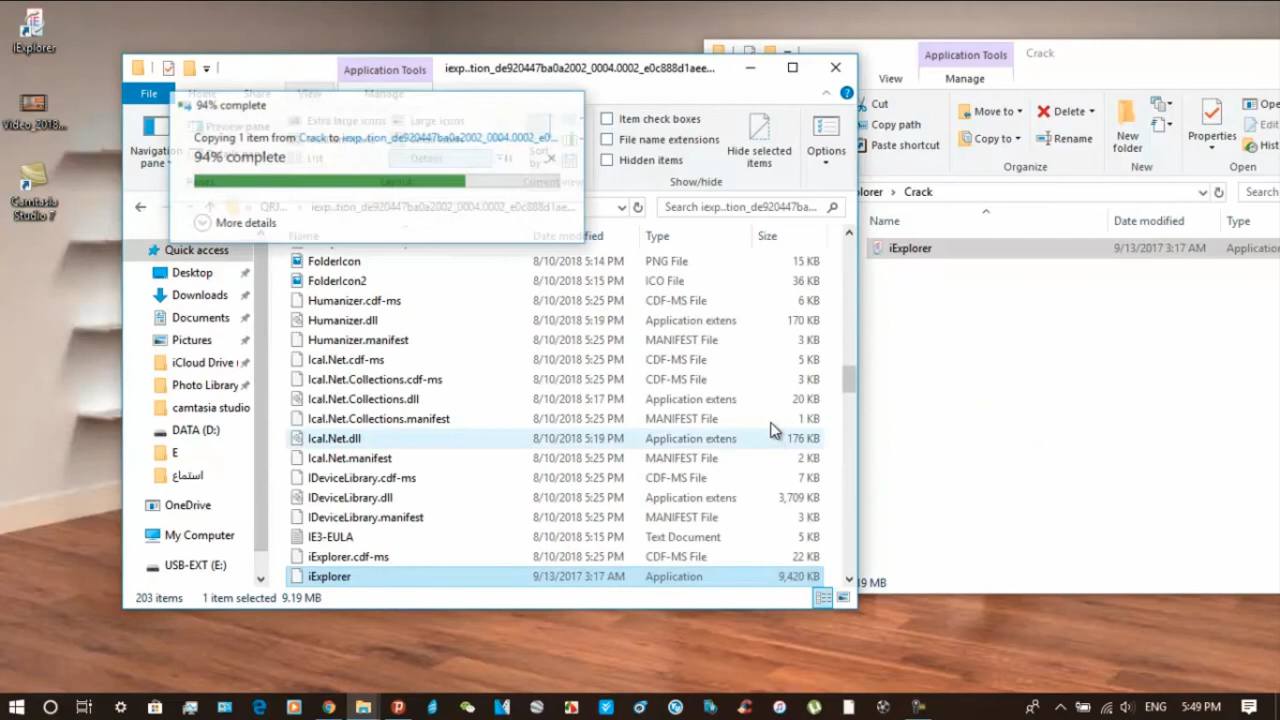 iExplorer
Video_2018...
Camtasia
Studio 7
Application Tools
iexp..tion_de920447ba0a2002_0004.0002_e0c888d1aee...
File
Home
Share
View
Manage
94% complete
Copying 1 item from Crack to iexp..tion_de920447ba0a2002_0004.0002_e0...
94% complete
More details
Preview pane
Extra large icons
Large icons
List
Details
Sort
by
Panes
Layout
Current view
Navigation
pane
Item check boxes
File name extensions
Hidden items
Hide selected
items
Options
Show/hide
QRJ...
iexp..tion_de920447ba0a2002_0004.0002_e0c888d1aee...
Search iexp..tion_de920447ba...
Name
Date modified
Type
Size
Quick access
Desktop
Downloads
Documents
Pictures
iCloud Drive
Photo Library
camtasia studio
DATA (D:)
E
استماع
OneDrive
My Computer
USB-EXT (E:)
FolderIcon 8/10/2018 5:14 PM PNG File 15 KB
FolderIcon2 8/10/2018 5:15 PM ICO File 36 KB
Humanizer.cdf-ms 8/10/2018 5:25 PM CDF-MS File 6 KB
Humanizer.dll 8/10/2018 5:19 PM Application extens 170 KB
Humanizer.manifest 8/10/2018 5:25 PM MANIFEST File 3 KB
Ical.Net.cdf-ms 8/10/2018 5:25 PM CDF-MS File 5 KB
Ical.Net.Collections.cdf-ms 8/10/2018 5:25 PM CDF-MS File 3 KB
Ical.Net.Collections.dll 8/10/2018 5:17 PM Application extens 20 KB
Ical.Net.Collections.manifest 8/10/2018 5:25 PM MANIFEST File 1 KB
Ical.Net.dll 8/10/2018 5:19 PM Application extens 176 KB
Ical.Net.manifest 8/10/2018 5:25 PM MANIFEST File 2 KB
IDeviceLibrary.cdf-ms 8/10/2018 5:25 PM CDF-MS File 7 KB
IDeviceLibrary.dll 8/10/2018 5:25 PM Application extens 3,709 KB
IDeviceLibrary.manifest 8/10/2018 5:25 PM MANIFEST File 3 KB
IE3-EULA 8/10/2018 5:15 PM Text Document 5 KB
iExplorer.cdf-ms 8/10/2018 5:25 PM CDF-MS File 22 KB
iExplorer 9/13/2017 3:17 AM Application 9,420 KB
203 items
1 item selected 9.19 MB
Application Tools
Crack
View
Manage
Cut
Copy path
Paste shortcut
Move to
Copy to
Delete
Rename
Organize
New
folder
New
Properties
Ope
Edit
Hist
Open
plorer
Crack
Search
Name
Date modified
Type
iExplorer 9/13/2017 3:17 AM Applicatio
19 MB
ENG
5:49 PM